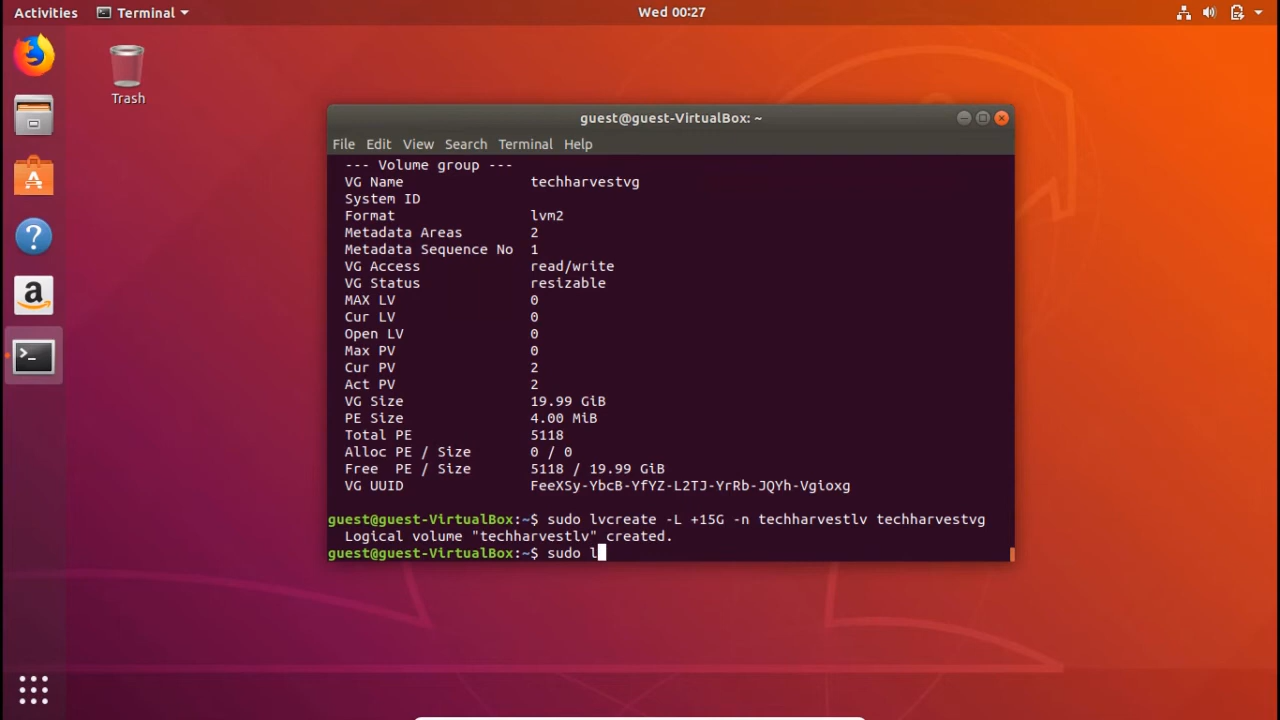 Activities
Terminal
Wed 00:27
Trash
guest@guest-VirtualBox: ~
File Edit View Search Terminal Help
--- Volume group ---
VG Name techharvestvg
System ID
Format lvm2
Metadata Areas 2
Metadata Sequence No 1
VG Access read/write
VG Status resizable
MAX LV 0
Cur LV 0
Open LV 0
Max PV 0
Cur PV 2
Act PV 2
VG Size 19.99 GiB
PE Size 4.00 MiB
Total PE 5118
Alloc PE / Size 0 / 0
Free PE / Size 5118 / 19.99 GiB
VG UUID FeeXSy-YbcB-YfYZ-L2TJ-YrRb-JQYh-Vgioxg
guest@guest-VirtualBox:~$ sudo lvcreate -L +15G -n techharvestlv techharvestvg
Logical volume "techharvestlv" created.
guest@guest-VirtualBox:~$ sudo l